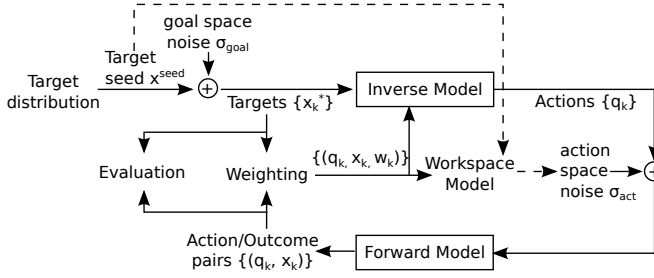 goal space
noise σgoal
Target
seed xseed
Target
distribution
Targets {xk*}
Inverse Model
Actions {qk}
Evaluation
Weighting
{(qk, xk, wk)}
Workspace
Model
action
space
noise σact
Action/Outcome
pairs {(qk, xk)}
Forward Model